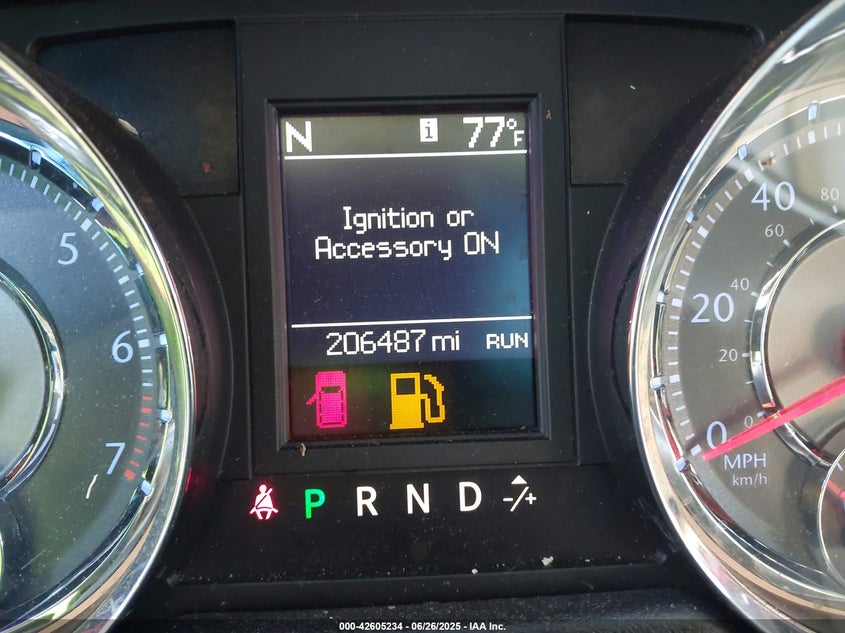 N i 77°F
Ignition or
Accessory ON
206487 mi RUN
P R N D -/+
5
6
7
80
40
60
40
20
20
0
0
MPH
km/h
000-42605234 - 06/26/2025 - IAA Inc.